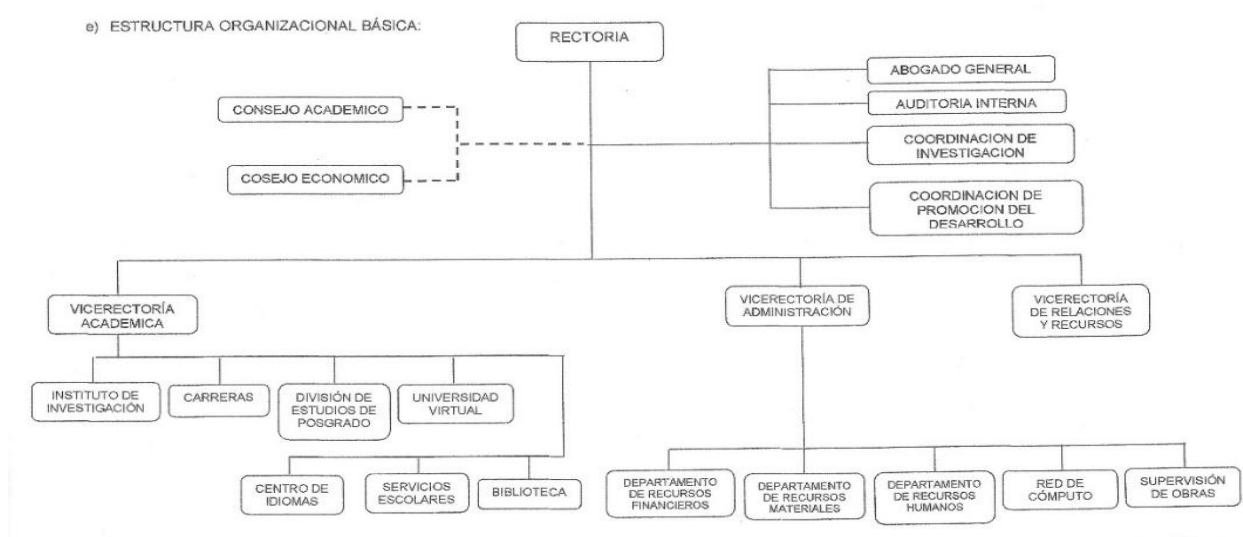 e) ESTRUCTURA ORGANIZACIONAL BÁSICA:
RECTORIA
ABOGADO GENERAL
AUDITORIA INTERNA
COORDINACION DE
INVESTIGACION
COORDINACION DE
PROMOCION DEL
DESARROLLO
CONSEJO ACADEMICO
COSEJO ECONOMICO
VICERECTORÍA
ACADEMICA
VICERECTORÍA DE
ADMINISTRACIÓN
VICERECTORÍA
DE RELACIONES
Y RECURSOS
INSTITUTO DE
INVESTIGACIÓN
CARRERAS
DIVISIÓN DE
ESTUDIOS DE
POSGRADO
UNIVERSIDAD
VIRTUAL
CENTRO DE
IDIOMAS
SERVICIOS
ESCOLARES
BIBLIOTECA
DEPARTAMENTO
DE RECURSOS
FINANCIEROS
DEPARTAMENTO
DE RECURSOS
MATERIALES
DEPARTAMENTO
DE RECURSOS
HUMANOS
RED DE
CÓMPUTO
SUPERVISIÓN
DE OBRAS